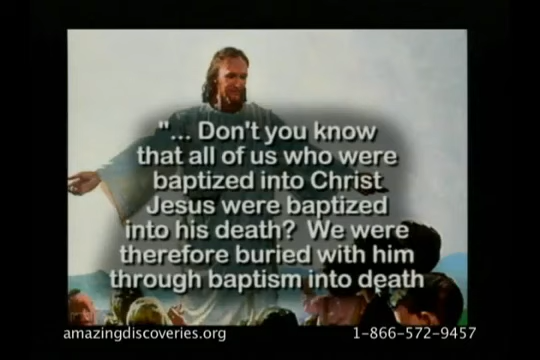 "... Don't you know
that all of us who were
baptized into Christ
Jesus were baptized
into his death?  We were
therefore buried with him
through baptism into death
amazingdiscoveries.org
1-866-572-9457